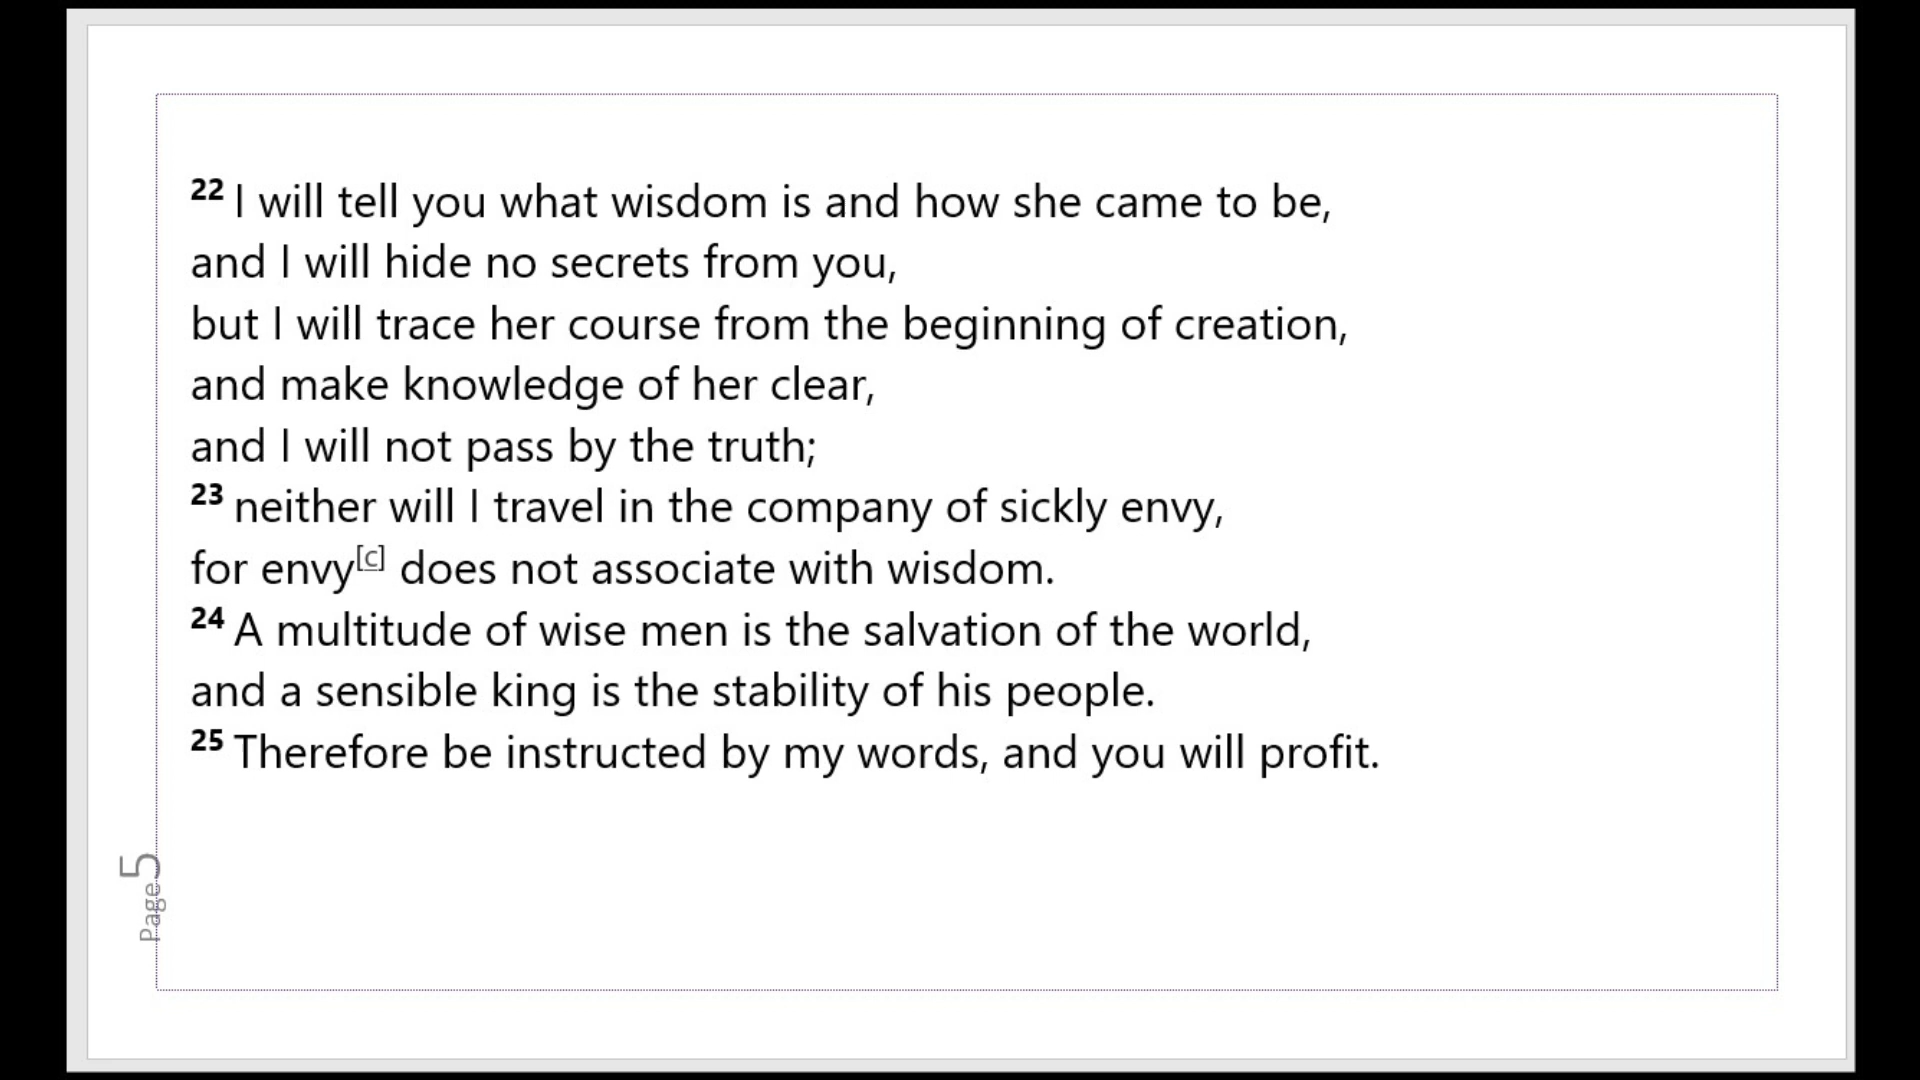 22 I will tell you what wisdom is and how she came to be,
and I will hide no secrets from you,
but I will trace her course from the beginning of creation,
and make knowledge of her clear,
and I will not pass by the truth;
23 neither will I travel in the company of sickly envy,
for envy[c] does not associate with wisdom.
24 A multitude of wise men is the salvation of the world,
and a sensible king is the stability of his people.
25 Therefore be instructed by my words, and you will profit.
Page5